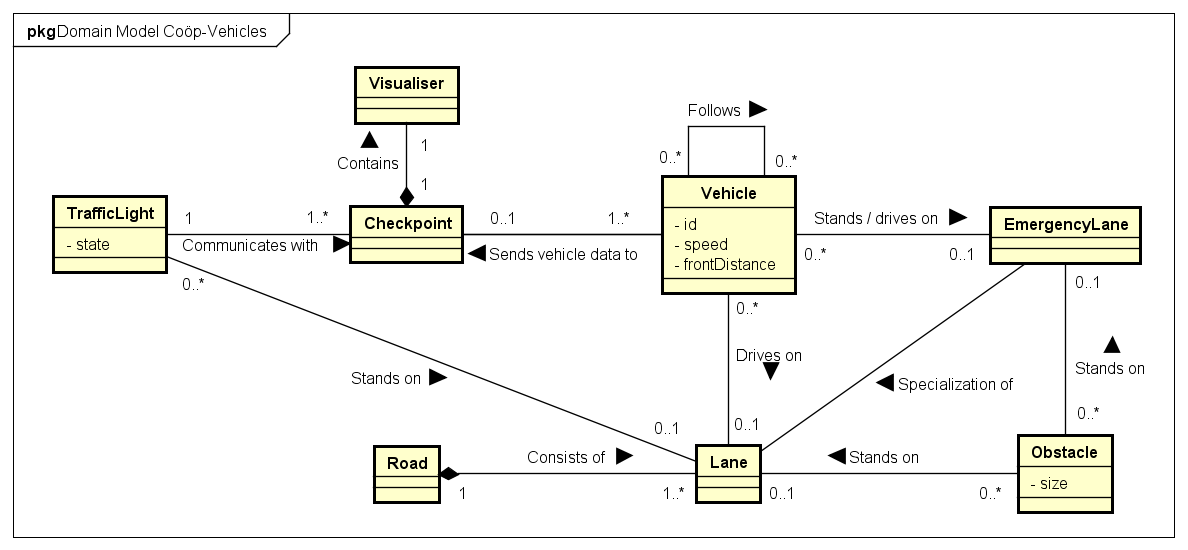 pkg Domain Model Coöp-Vehicles
Visualiser
Follows
1
Contains
0..*
0..*
1
TrafficLight
- state
1
1..*
Communicates with
Checkpoint
0..1
1..*
Sends vehicle data to
Vehicle
- id
- speed
- frontDistance
Stands / drives on
0..*
0..1
EmergencyLane
0..*
0..*
0..1
Drives on
Stands on
Stands on
Specialization of
0..1
0..1
0..*
Road
Consists of
1
1..*
Lane
Stands on
0..1
0..*
Obstacle
- size